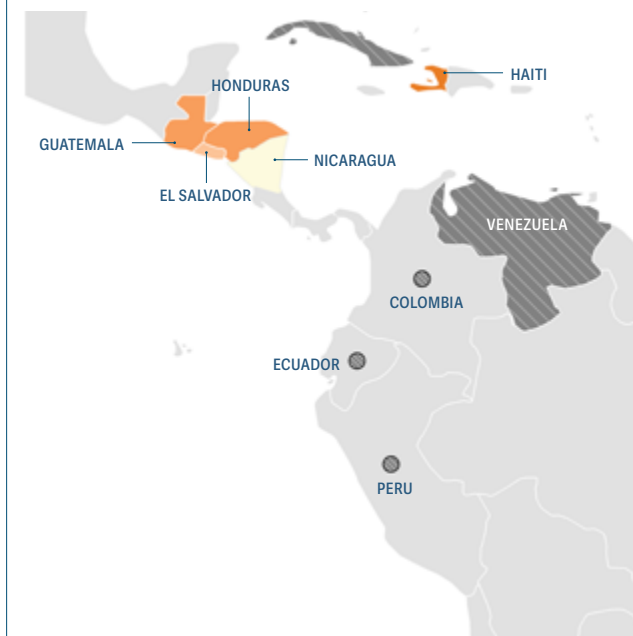 HAITI
HONDURAS
GUATEMALA
NICARAGUA
EL SALVADOR
VENEZUELA
COLOMBIA
ECUADOR
PERU